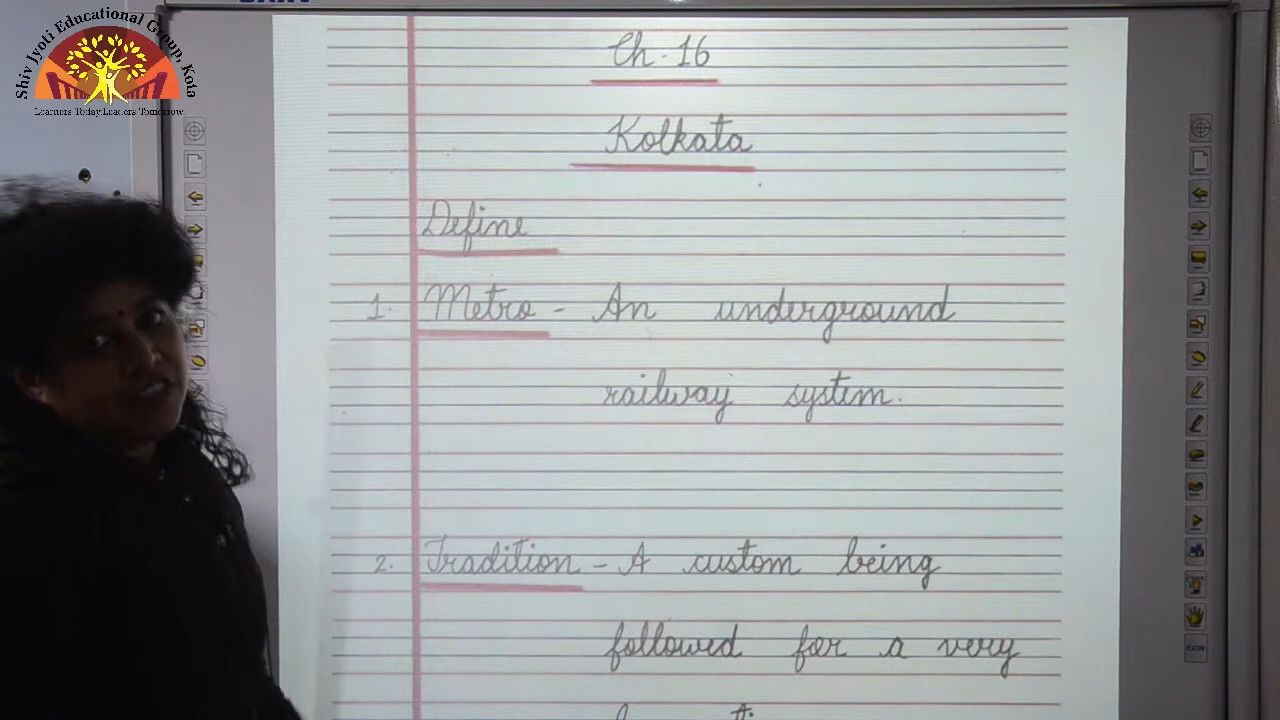 Shiv Jyoti Educational Group, Kota
Learners Today.Leaders Tomorrow
Ch. 16
Kolkata
Define
1. Metro - An underground
railway system.
2. Tradition - A custom being
followed for a very